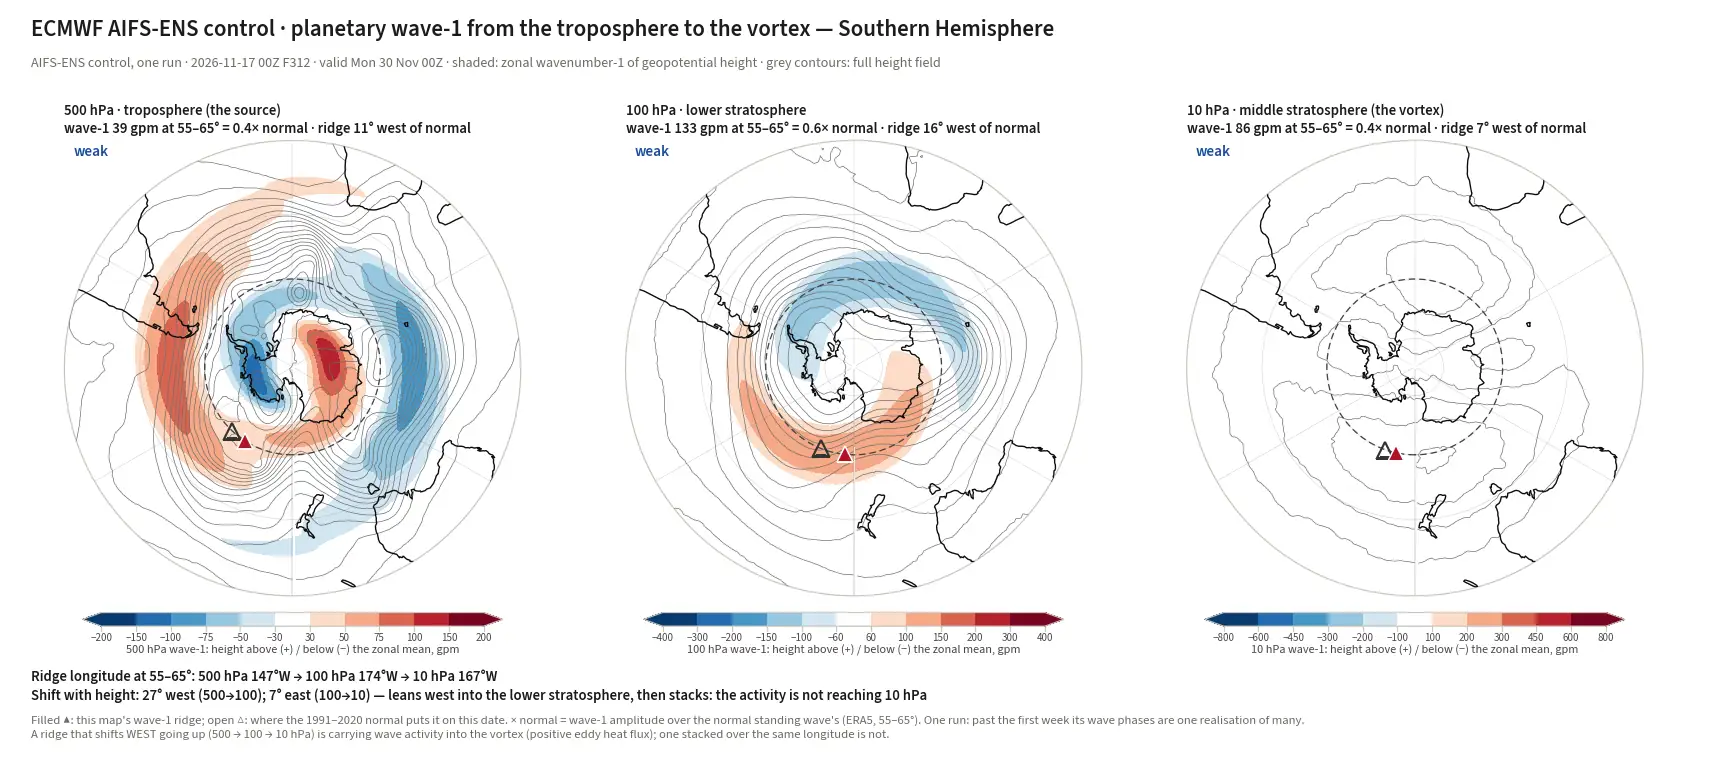 ECMWF AIFS-ENS control · planetary wave-1 from the troposphere to the vortex — Southern Hemisphere
AIFS-ENS control, one run · 2026-11-17 00Z F312 · valid Mon 30 Nov 00Z · shaded: zonal wavenumber-1 of geopotential height · grey contours: full height field
500 hPa · troposphere (the source)
wave-1 39 gpm at 55–65° = 0.4× normal · ridge 11° west of normal
weak
100 hPa · lower stratosphere
wave-1 133 gpm at 55–65° = 0.6× normal · ridge 16° west of normal
weak
10 hPa · middle stratosphere (the vortex)
wave-1 86 gpm at 55–65° = 0.4× normal · ridge 7° west of normal
weak
−200 −150 −100 −75 −50 −30 30 50 75 100 150 200
500 hPa wave-1: height above (+) / below (−) the zonal mean, gpm
−400 −300 −200 −150 −100 −60 60 100 150 200 300 400
100 hPa wave-1: height above (+) / below (−) the zonal mean, gpm
−800 −600 −450 −300 −200 −100 100 200 300 450 600 800
10 hPa wave-1: height above (+) / below (−) the zonal mean, gpm
Ridge longitude at 55–65°: 500 hPa 147°W → 100 hPa 174°W → 10 hPa 167°W
Shift with height: 27° west (500→100); 7° east (100→10) — leans west into the lower stratosphere, then stacks: the activity is not reaching 10 hPa
Filled ▲: this map's wave-1 ridge; open △: where the 1991–2020 normal puts it on this date. × normal = wave-1 amplitude over the normal standing wave's (ERA5, 55–65°). One run: past the first week its wave phases are one realisation of many.
A ridge that shifts WEST going up (500 → 100 → 10 hPa) is carrying wave activity into the vortex (positive eddy heat flux); one stacked over the same longitude is not.